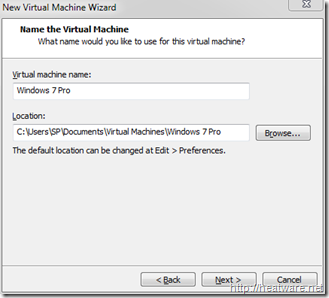 New Virtual Machine Wizard
Name the Virtual Machine
What name would you like to use for this virtual machine?
Virtual machine name:
Windows 7 Pro
Location:
C:\Users\SP\Documents\Virtual Machines\Windows 7 Pro
Browse...
The default location can be changed at Edit > Preferences.
< Back Next > Cancel
http://heatware.net